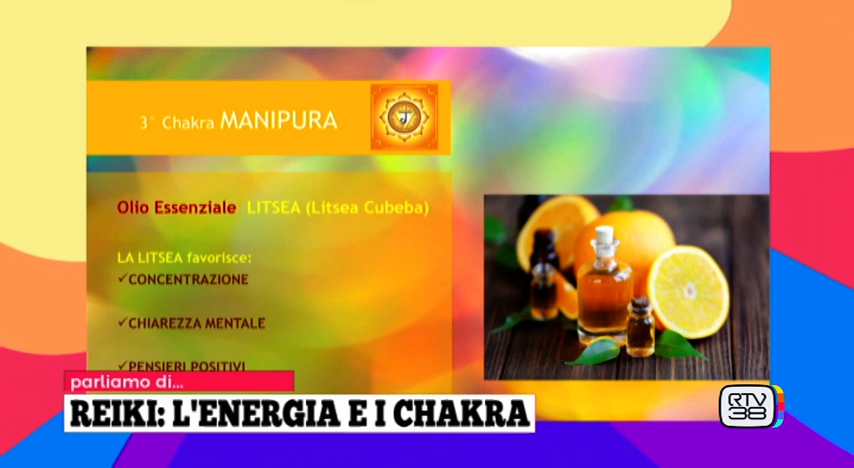 3° Chakra MANIPURA
Olio Essenziale LITSEA (Litsea Cubeba)
LA LITSEA favorisce:
✓CONCENTRAZIONE
✓CHIAREZZA MENTALE
✓PENSIERI POSITIVI
parliamo di...
REIKI: L'ENERGIA E I CHAKRA
RTV
38